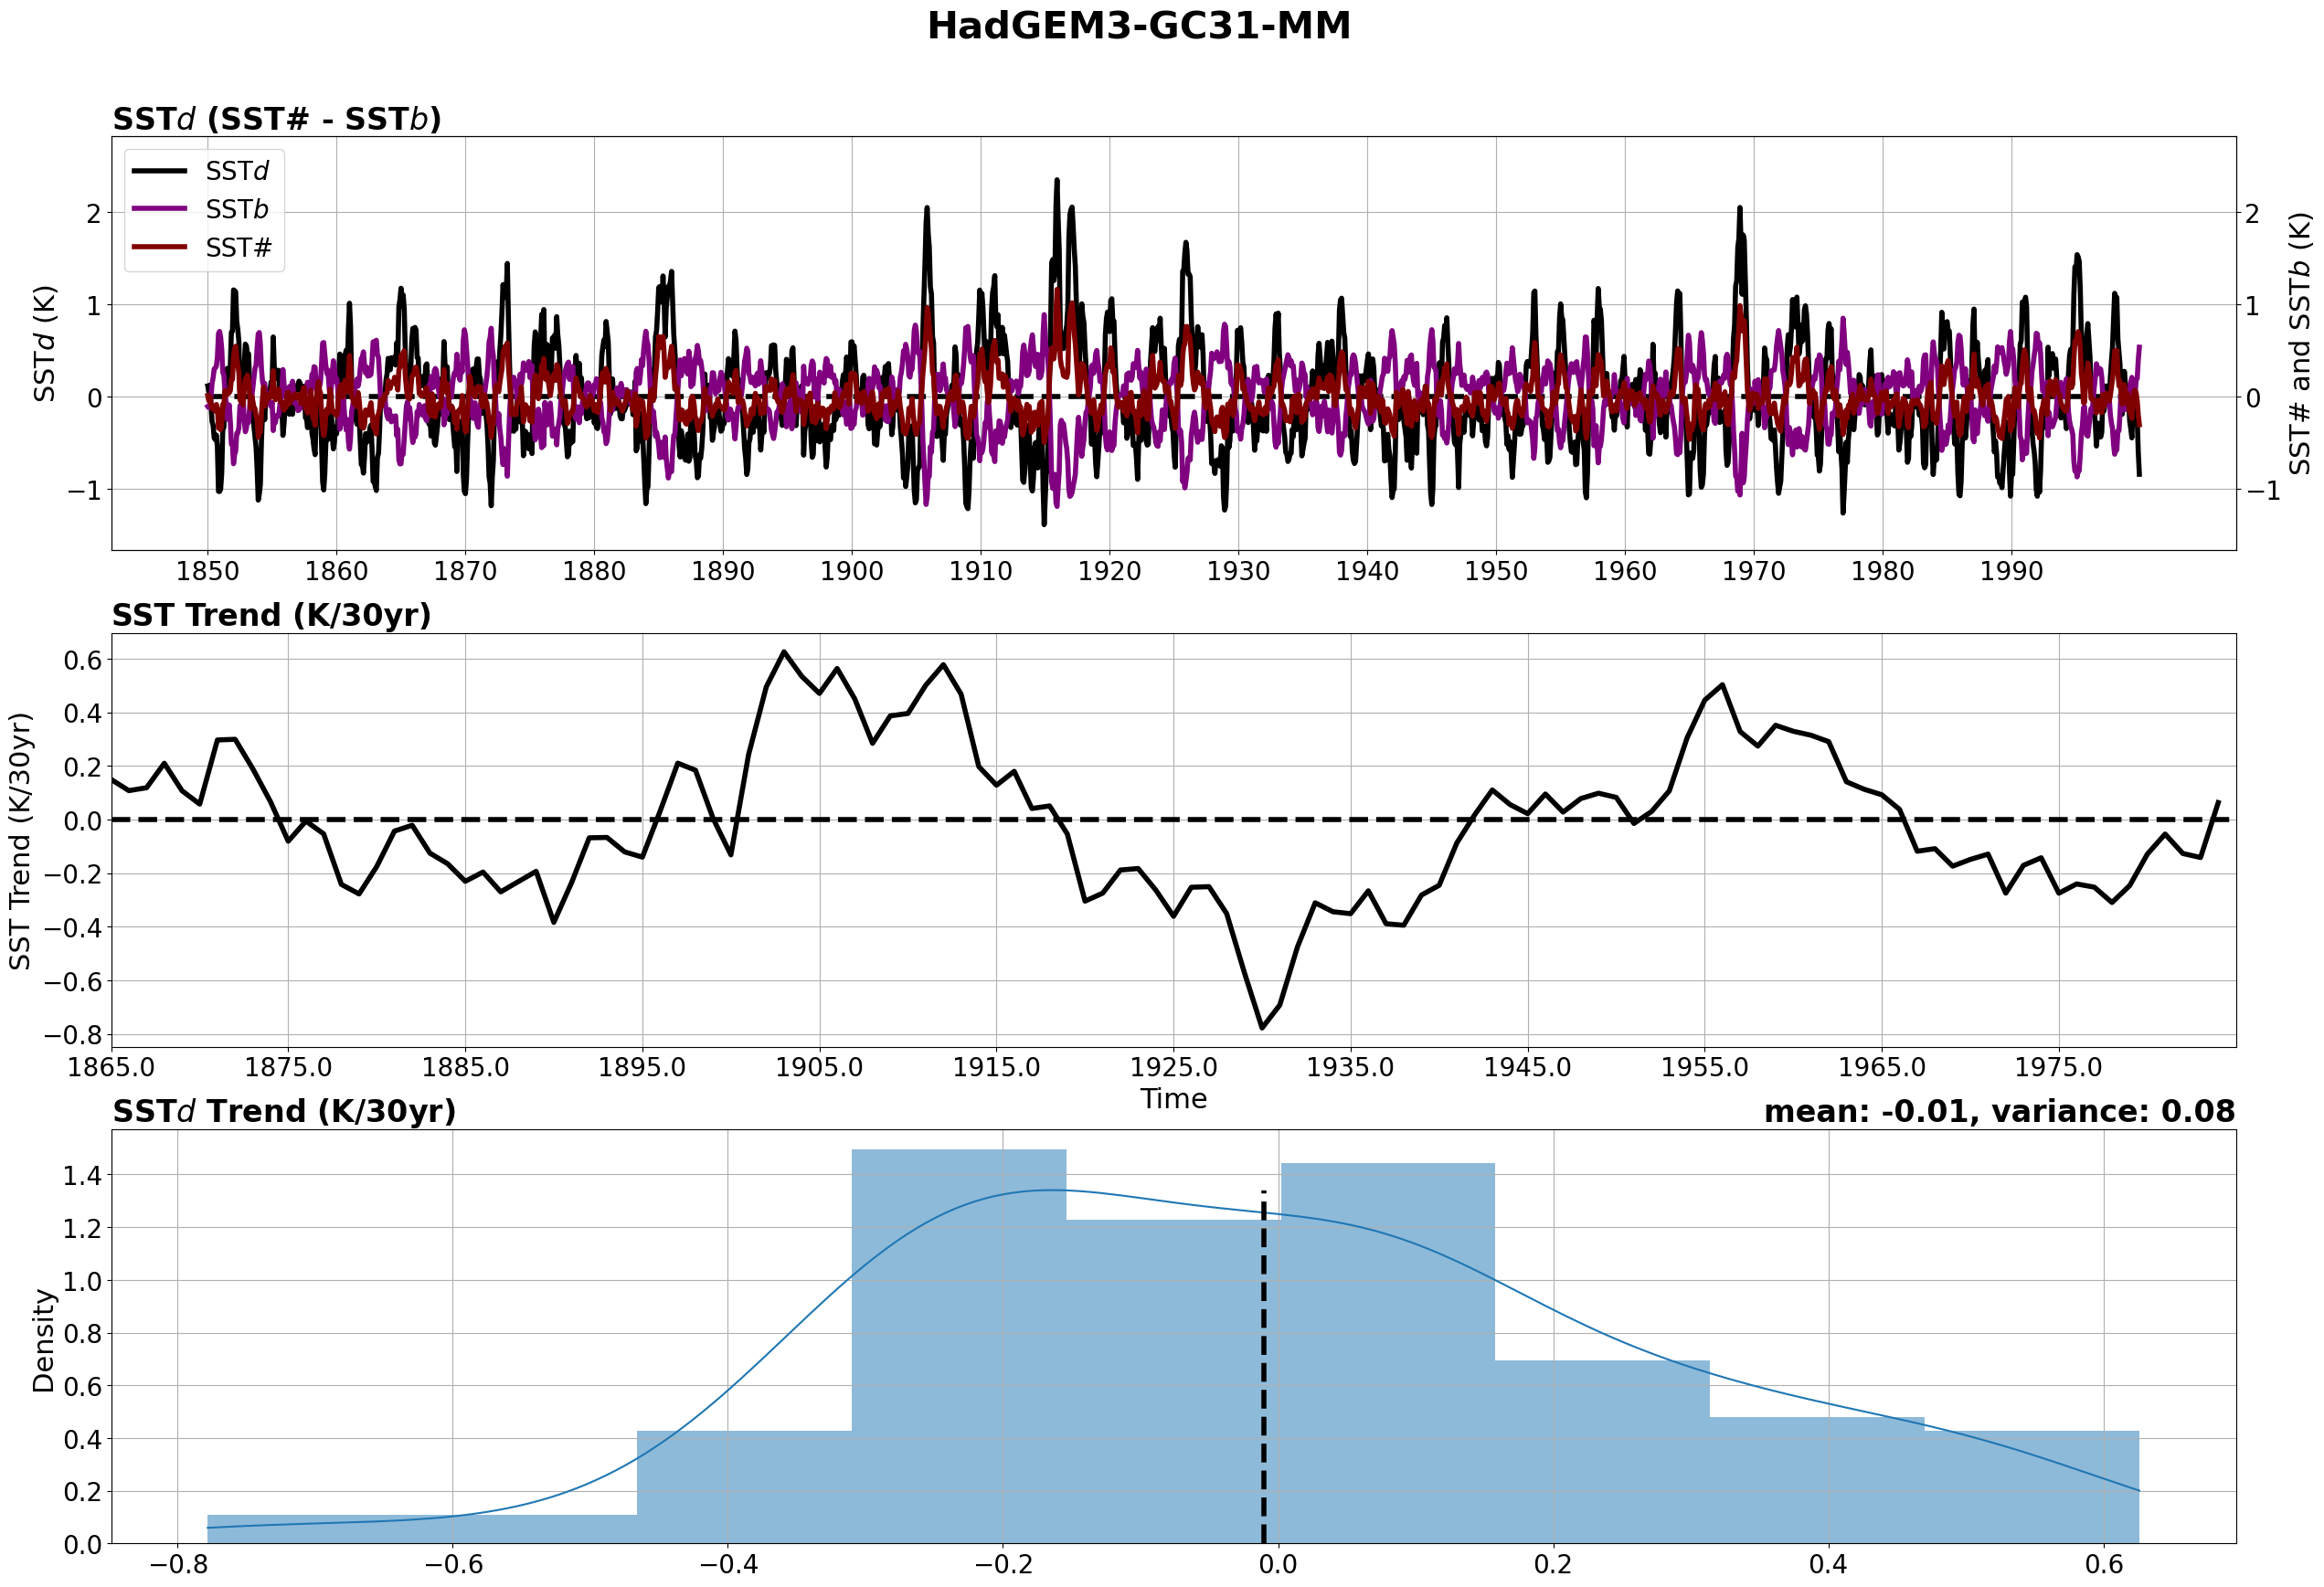 HadGEM3-GC31-MM
SSTd (SST# - SSTb)
SSTd
SSTb
SST#
SSTd (K)
2
1
0
−1
SST# and SSTb (K)
2
1
0
−1
1850 1860 1870 1880 1890 1900 1910 1920 1930 1940 1950 1960 1970 1980 1990
SST Trend (K/30yr)
SST Trend (K/30yr)
0.6
0.4
0.2
0.0
−0.2
−0.4
−0.6
−0.8
1865.0 1875.0 1885.0 1895.0 1905.0 1915.0 1925.0 1935.0 1945.0 1955.0 1965.0 1975.0
Time
SSTd Trend (K/30yr) mean: -0.01, variance: 0.08
Density
1.4
1.2
1.0
0.8
0.6
0.4
0.2
0.0
−0.8 −0.6 −0.4 −0.2 0.0 0.2 0.4 0.6